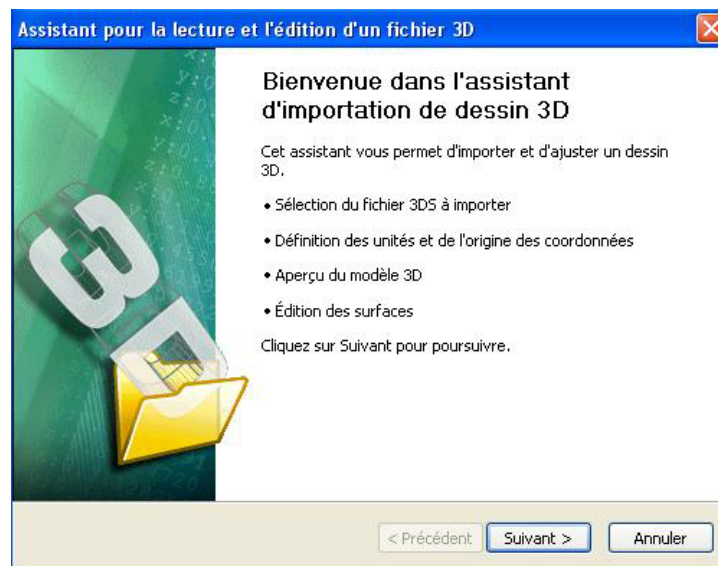 Assistant pour la lecture et l'édition d'un fichier 3D
Bienvenue dans l'assistant
d'importation de dessin 3D
Cet assistant vous permet d'importer et d'ajuster un dessin
3D.
• Sélection du fichier 3DS à importer
• Définition des unités et de l'origine des coordonnées
• Aperçu du modèle 3D
• Édition des surfaces
Cliquez sur Suivant pour poursuivre.
3D
< Précédent
Suivant >
Annuler